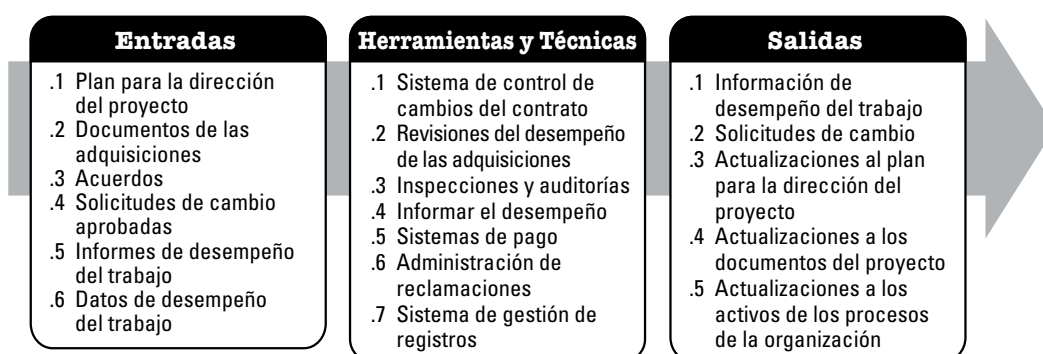 Entradas
.1 Plan para la dirección
del proyecto
.2 Documentos de las
adquisiciones
.3 Acuerdos
.4 Solicitudes de cambio
aprobadas
.5 Informes de desempeño
del trabajo
.6 Datos de desempeño
del trabajo
Herramientas y Técnicas
.1 Sistema de control de
cambios del contrato
.2 Revisiones del desempeño
de las adquisiciones
.3 Inspecciones y auditorías
.4 Informar el desempeño
.5 Sistemas de pago
.6 Administración de
reclamaciones
.7 Sistema de gestión de
registros
Salidas
.1 Información de
desempeño del trabajo
.2 Solicitudes de cambio
.3 Actualizaciones al plan
para la dirección del
proyecto
.4 Actualizaciones a los
documentos del proyecto
.5 Actualizaciones a los
activos de los procesos
de la organización